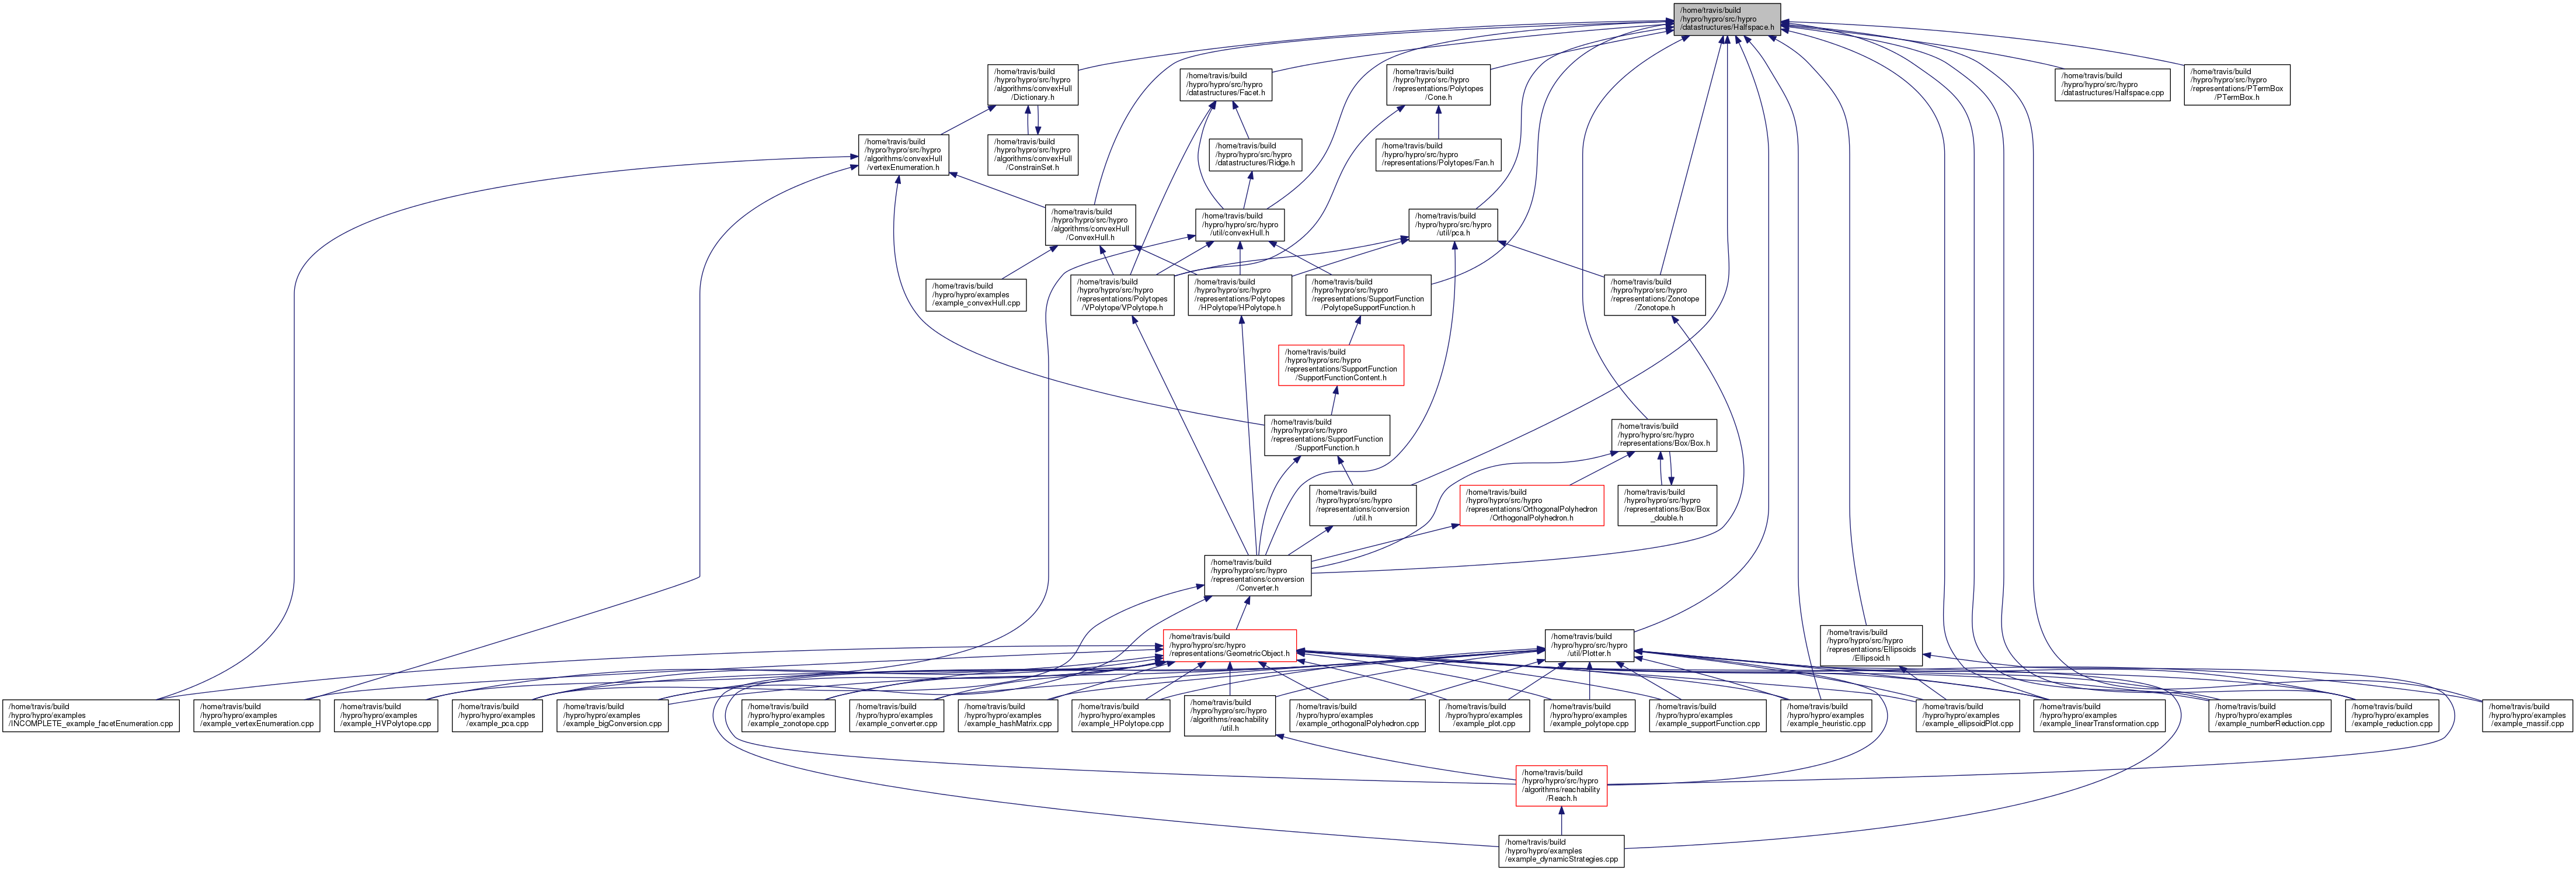 /home/travis/build
/hypro/hypro/src/hypro
/datastructures/Halfspace.h
/home/travis/build
/hypro/hypro/src/hypro
/algorithms/convexHull
/Dictionary.h
/home/travis/build
/hypro/hypro/src/hypro
/datastructures/Facet.h
/home/travis/build
/hypro/hypro/src/hypro
/representations/Polytopes
/Cone.h
/home/travis/build
/hypro/hypro/src/hypro
/datastructures/Halfspace.cpp
/home/travis/build
/hypro/hypro/src/hypro
/representations/PTermBox
/PTermBox.h
/home/travis/build
/hypro/hypro/src/hypro
/algorithms/convexHull
/vertexEnumeration.h
/home/travis/build
/hypro/hypro/src/hypro
/algorithms/convexHull
/ConstrainSet.h
/home/travis/build
/hypro/hypro/src/hypro
/datastructures/Ridge.h
/home/travis/build
/hypro/hypro/src/hypro
/representations/Polytopes/Fan.h
/home/travis/build
/hypro/hypro/src/hypro
/algorithms/convexHull
/ConvexHull.h
/home/travis/build
/hypro/hypro/src/hypro
/util/convexHull.h
/home/travis/build
/hypro/hypro/src/hypro
/util/pca.h
/home/travis/build
/hypro/hypro/examples
/example_convexHull.cpp
/home/travis/build
/hypro/hypro/src/hypro
/representations/Polytopes
/VPolytope/VPolytope.h
/home/travis/build
/hypro/hypro/src/hypro
/representations/Polytopes
/HPolytope/HPolytope.h
/home/travis/build
/hypro/hypro/src/hypro
/representations/SupportFunction
/PolytopeSupportFunction.h
/home/travis/build
/hypro/hypro/src/hypro
/representations/Zonotope
/Zonotope.h
/home/travis/build
/hypro/hypro/src/hypro
/representations/SupportFunction
/SupportFunctionContent.h
/home/travis/build
/hypro/hypro/src/hypro
/representations/SupportFunction
/SupportFunction.h
/home/travis/build
/hypro/hypro/src/hypro
/representations/Box/Box.h
/home/travis/build
/hypro/hypro/src/hypro
/representations/conversion
/util.h
/home/travis/build
/hypro/hypro/src/hypro
/representations/OrthogonalPolyhedron
/OrthogonalPolyhedron.h
/home/travis/build
/hypro/hypro/src/hypro
/representations/Box/Box
_double.h
/home/travis/build
/hypro/hypro/src/hypro
/representations/conversion
/Converter.h
/home/travis/build
/hypro/hypro/src/hypro
/representations/GeometricObject.h
/home/travis/build
/hypro/hypro/src/hypro
/util/Plotter.h
/home/travis/build
/hypro/hypro/src/hypro
/representations/Ellipsoids
/Ellipsoid.h
/home/travis/build
/hypro/hypro/examples
/INCOMPLETE_example_facetEnumeration.cpp
/home/travis/build
/hypro/hypro/examples
/example_vertexEnumeration.cpp
/home/travis/build
/hypro/hypro/examples
/example_HVPolytope.cpp
/home/travis/build
/hypro/hypro/examples
/example_pca.cpp
/home/travis/build
/hypro/hypro/examples
/example_bigConversion.cpp
/home/travis/build
/hypro/hypro/examples
/example_zonotope.cpp
/home/travis/build
/hypro/hypro/examples
/example_converter.cpp
/home/travis/build
/hypro/hypro/examples
/example_hashMatrix.cpp
/home/travis/build
/hypro/hypro/examples
/example_HPolytope.cpp
/home/travis/build
/hypro/hypro/src/hypro
/algorithms/reachability
/util.h
/home/travis/build
/hypro/hypro/examples
/example_orthogonalPolyhedron.cpp
/home/travis/build
/hypro/hypro/examples
/example_plot.cpp
/home/travis/build
/hypro/hypro/examples
/example_polytope.cpp
/home/travis/build
/hypro/hypro/examples
/example_supportFunction.cpp
/home/travis/build
/hypro/hypro/examples
/example_heuristic.cpp
/home/travis/build
/hypro/hypro/examples
/example_ellipsoidPlot.cpp
/home/travis/build
/hypro/hypro/examples
/example_linearTransformation.cpp
/home/travis/build
/hypro/hypro/examples
/example_numberReduction.cpp
/home/travis/build
/hypro/hypro/examples
/example_reduction.cpp
/home/travis/build
/hypro/hypro/examples
/example_massif.cpp
/home/travis/build
/hypro/hypro/src/hypro
/algorithms/reachability
/Reach.h
/home/travis/build
/hypro/hypro/examples
/example_dynamicStrategies.cpp